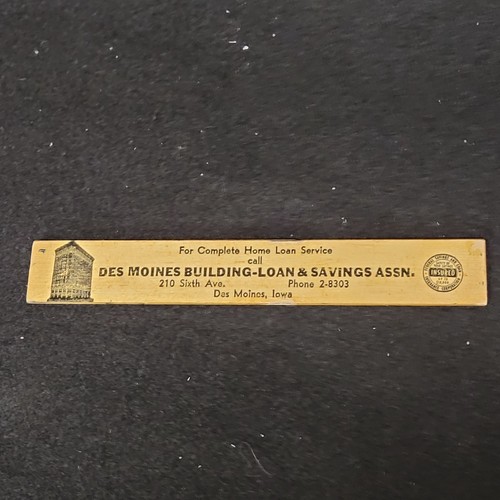 For Complete Home Loan Service
call
DES MOINES BUILDING-LOAN & SAVINGS ASSN.
210 Sixth Ave. Phone 2-8303
Des Moines, Iowa
INSURED